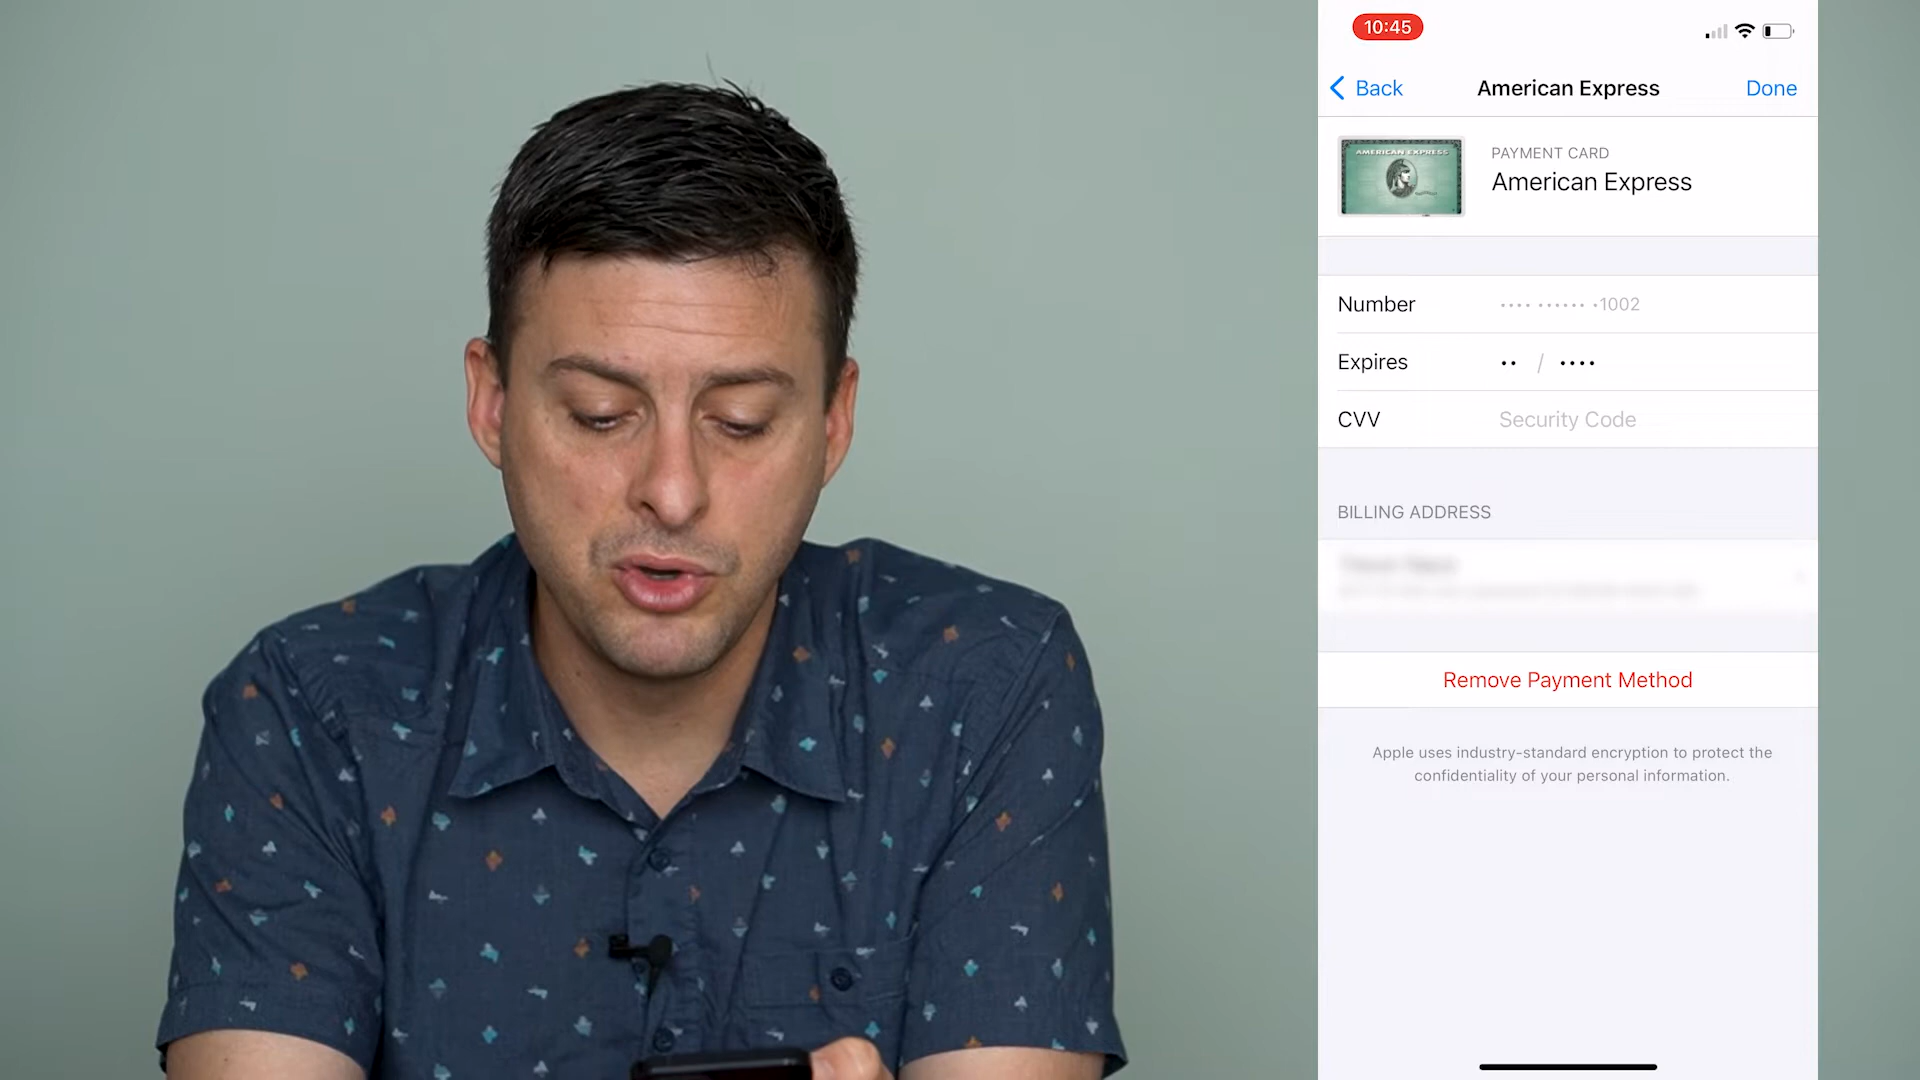 10:45
Back
American Express
Done
AMERICAN EXPRESS
PAYMENT CARD
American Express
Number
•••• •••••• •1002
Expires
•• / ••••
CVV
Security Code
BILLING ADDRESS
Remove Payment Method
Apple uses industry-standard encryption to protect the
confidentiality of your personal information.